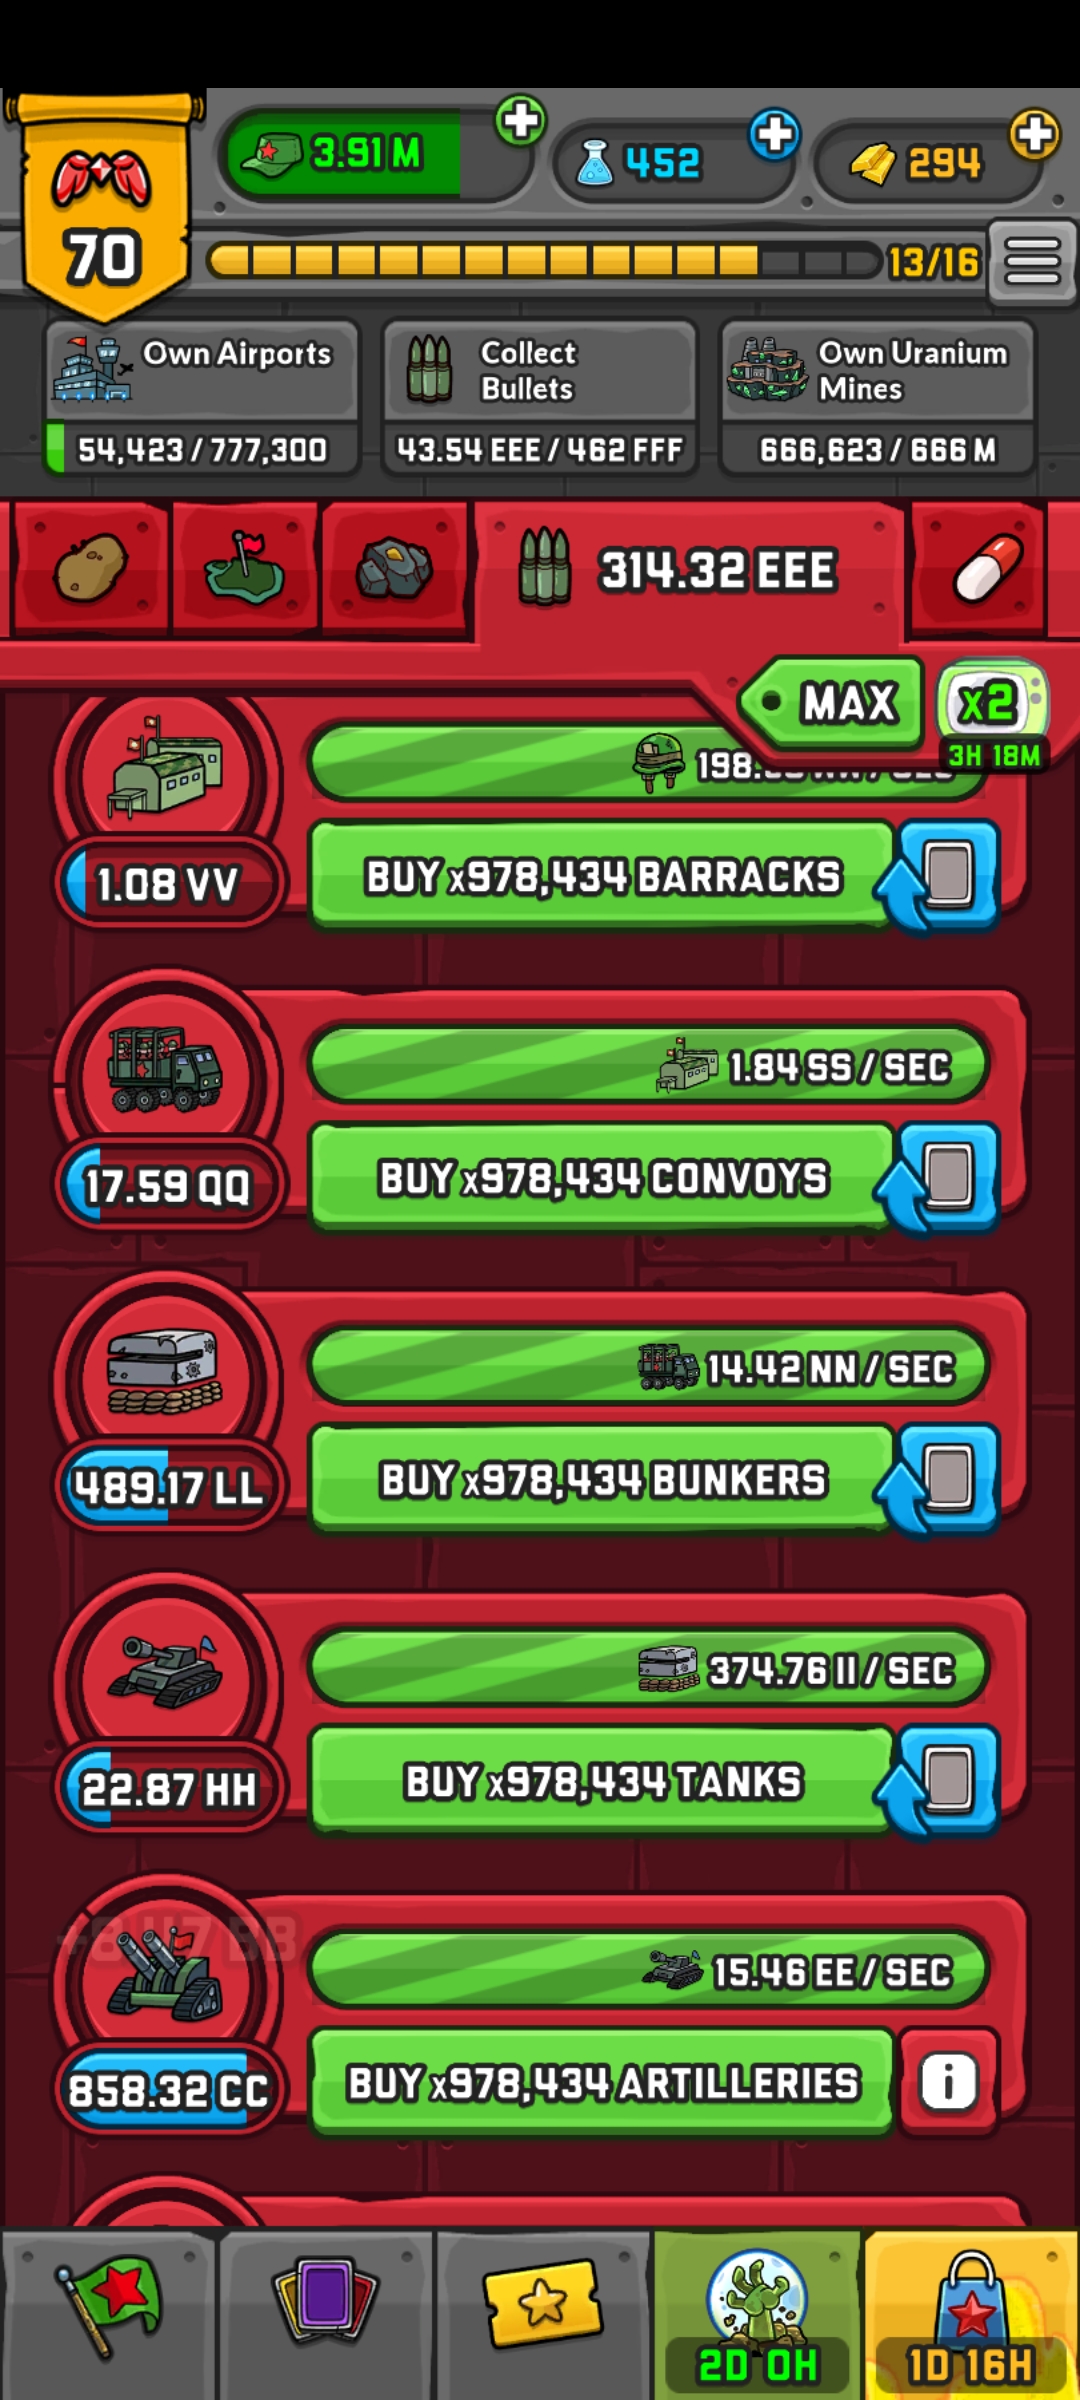 3.91 M
452
294
70
13/16
Own Airports
54,423 / 777,300
Collect
Bullets
43.54 EEE / 462 FFF
Own Uranium
Mines
666,623 / 666 M
314.32 EEE
MAX
x2
3H 18M
198.
1.08 VV
BUY x978,434 BARRACKS
1.84 SS / SEC
17.59 QQ
BUY x978,434 CONVOYS
14.42 NN / SEC
489.17 LL
BUY x978,434 BUNKERS
374.76 II / SEC
22.87 HH
BUY x978,434 TANKS
15.46 EE / SEC
858.32 CC
BUY x978,434 ARTILLERIES
i
2D 0H
1D 16H